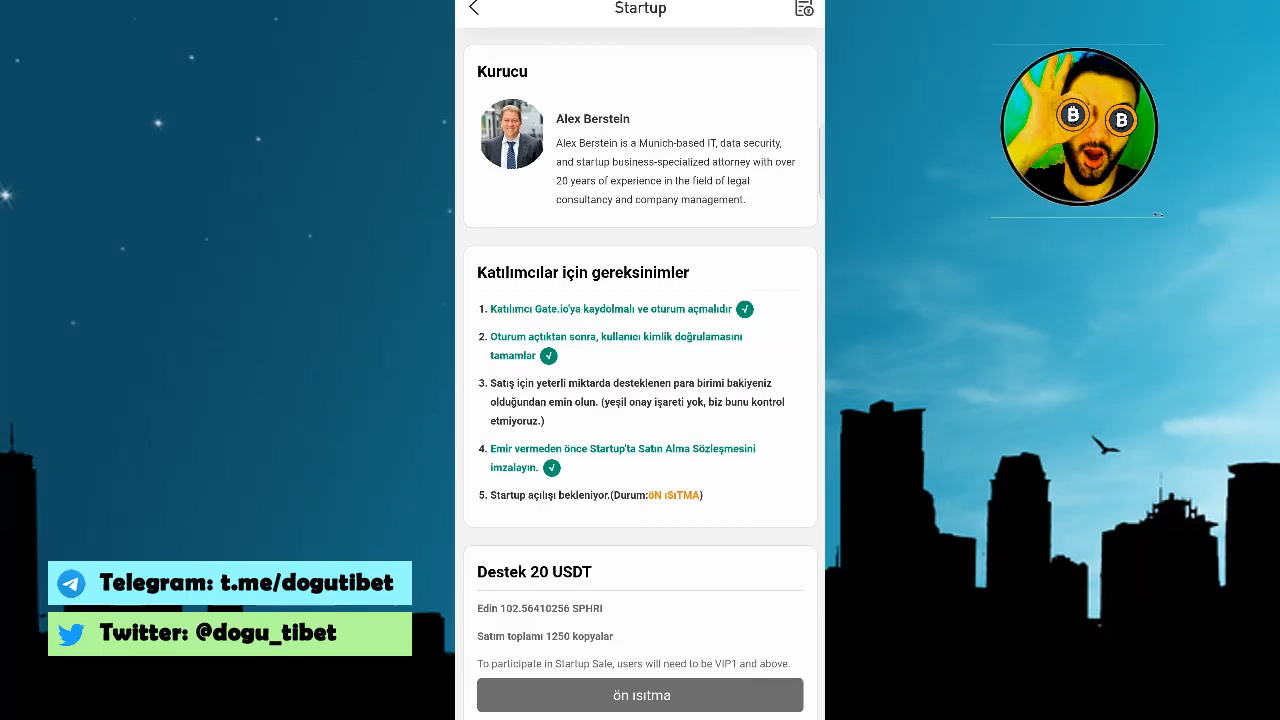 Startup
Kurucu
Alex Berstein
Alex Berstein is a Munich-based IT, data security,
and startup business-specialized attorney with over
20 years of experience in the field of legal
consultancy and company management.
Katılımcılar için gereksinimler
1. Katılımcı Gate.io'ya kaydolmalı ve oturum açmalıdır
2. Oturum açtıktan sonra, kullanıcı kimlik doğrulamasını
tamamlar
3. Satış için yeterli miktarda desteklenen para birimi bakiyeniz
olduğundan emin olun. (yeşil onay işareti yok, biz bunu kontrol
etmiyoruz.)
4. Emir vermeden önce Startup'ta Satın Alma Sözleşmesini
imzalayın.
5. Startup açılışı bekleniyor.(Durum:öN ıSıTMA)
Destek 20 USDT
Edin 102.56410256 SPHRI
Satım toplamı 1250 kopyalar
To participate in Startup Sale, users will need to be VIP1 and above.
ön ısıtma
Telegram: t.me/dogutibet
Twitter: @dogu_tibet